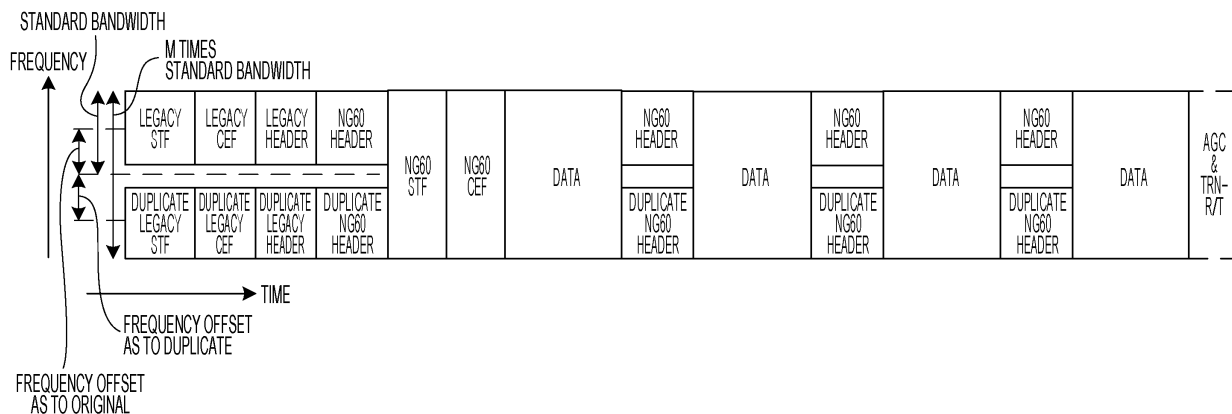 STANDARD BANDWIDTH
M TIMES
STANDARD BANDWIDTH
FREQUENCY
LEGACY
STF
LEGACY
CEF
LEGACY
HEADER
NG60
HEADER
NG60
STF
NG60
CEF
DATA
NG60
HEADER
DATA
NG60
HEADER
DATA
NG60
HEADER
DATA
AGC
&
TRN-
R/T
DUPLICATE
LEGACY
STF
DUPLICATE
LEGACY
CEF
DUPLICATE
LEGACY
HEADER
DUPLICATE
NG60
HEADER
DUPLICATE
NG60
HEADER
DUPLICATE
NG60
HEADER
DUPLICATE
NG60
HEADER
TIME
FREQUENCY OFFSET
AS TO DUPLICATE
FREQUENCY OFFSET
AS TO ORIGINAL